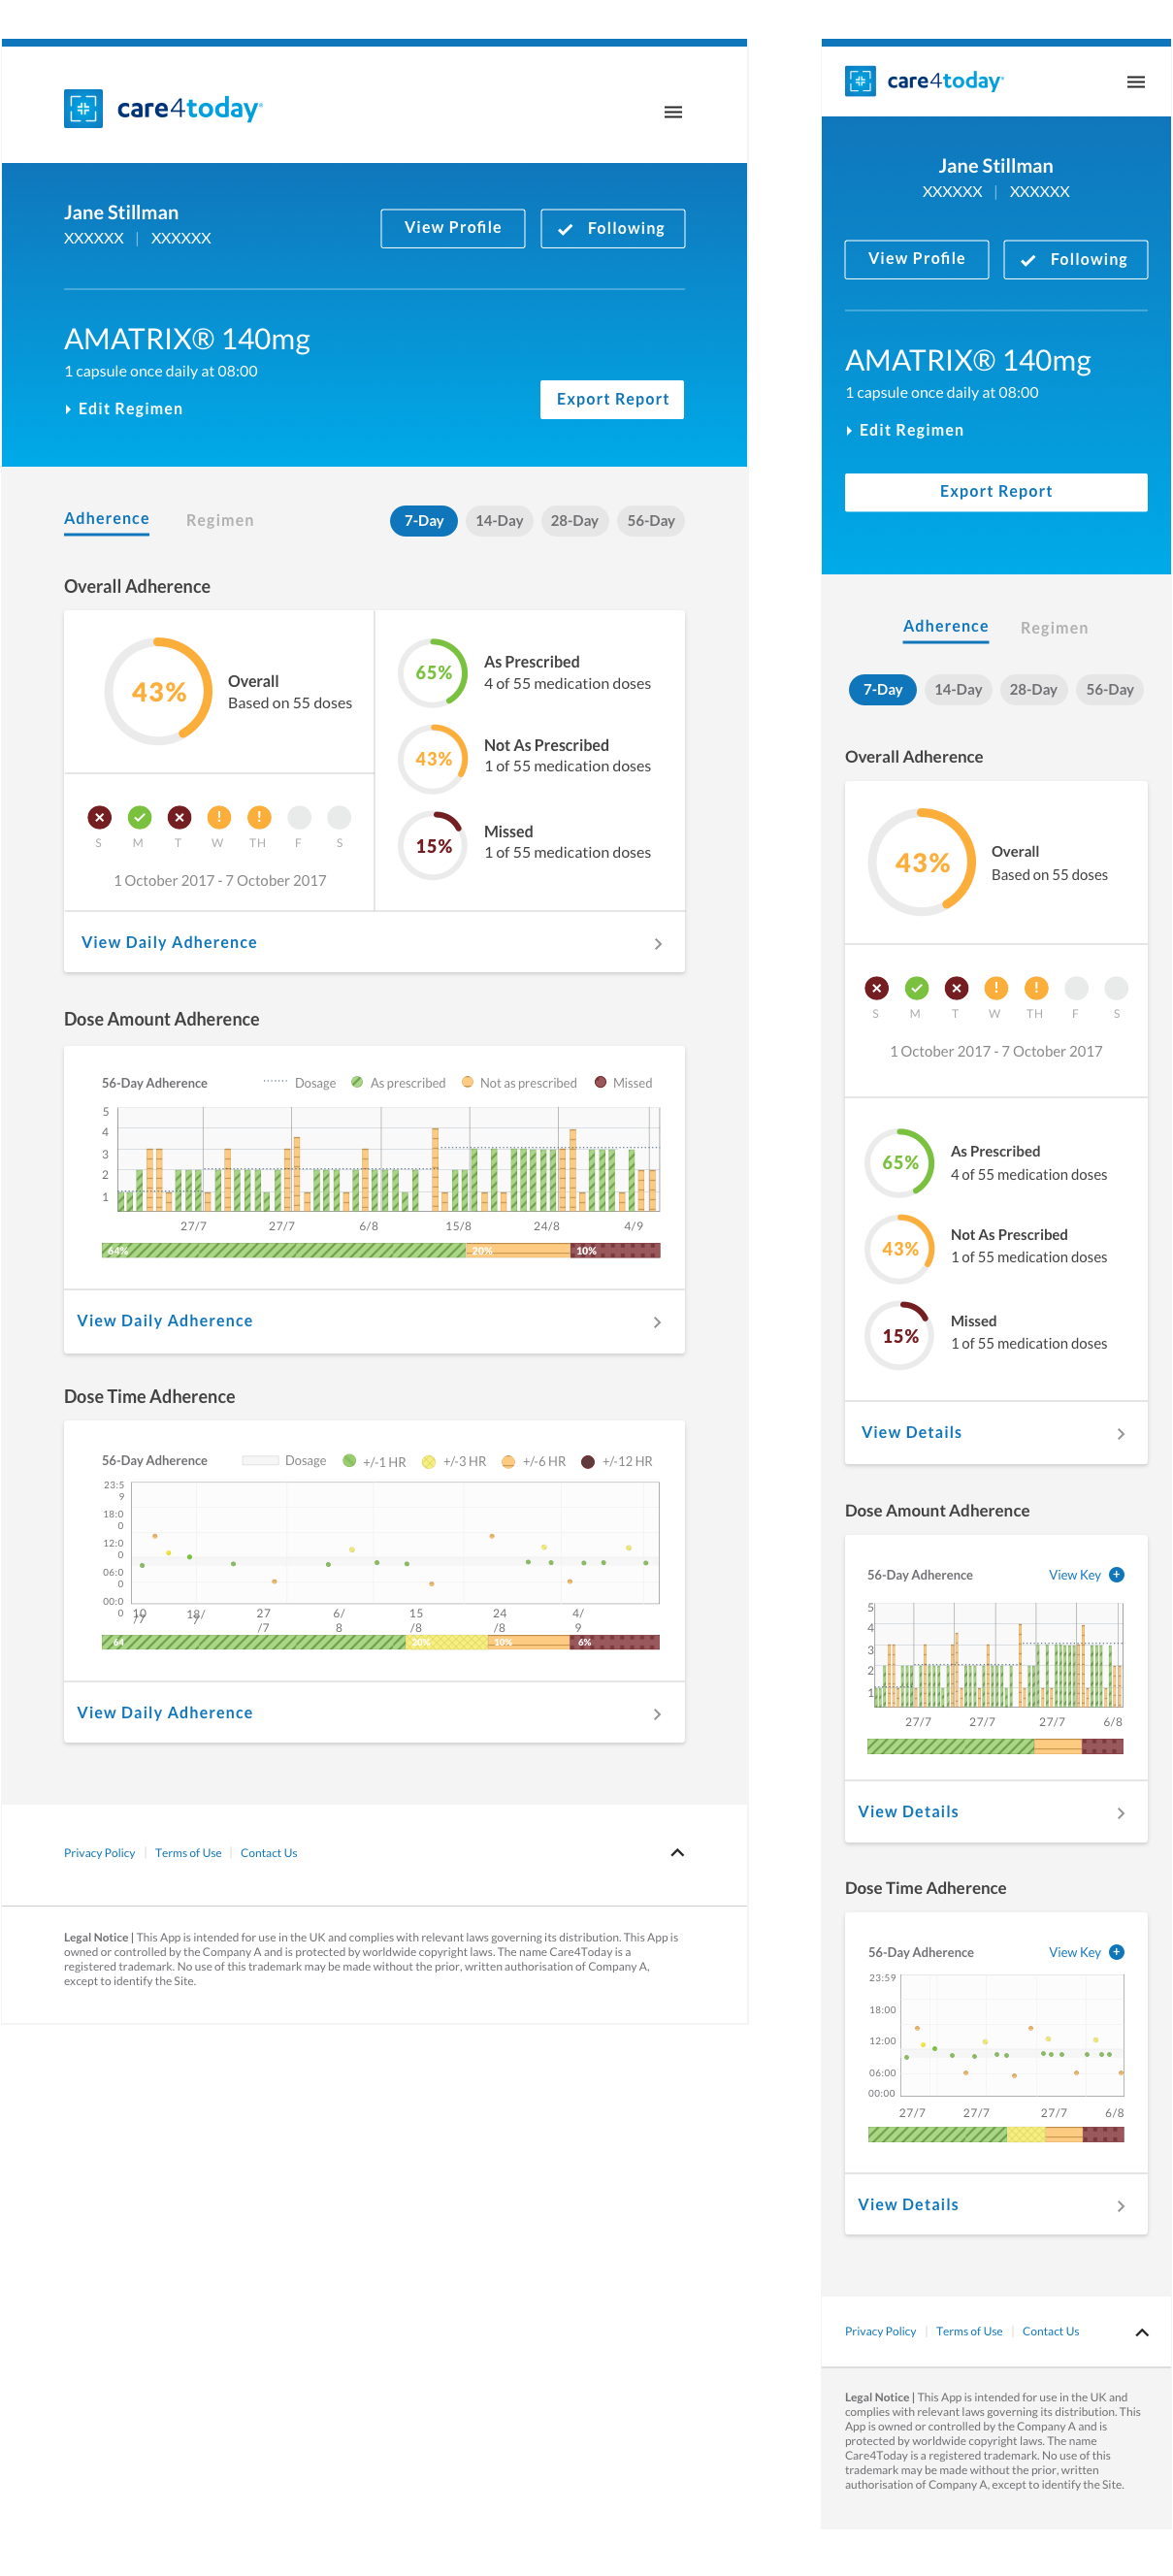 care4today
Jane Stillman
XXXXXX | XXXXXX
View Profile
Following
AMATRIX® 140mg
1 capsule once daily at 08:00
Edit Regimen
Export Report
Adherence
Regimen
7-Day
14-Day
28-Day
56-Day
Overall Adherence
43%
Overall
Based on 55 doses
S M T W TH F S
1 October 2017 - 7 October 2017
65%
As Prescribed
4 of 55 medication doses
43%
Not As Prescribed
1 of 55 medication doses
15%
Missed
1 of 55 medication doses
View Daily Adherence
Dose Amount Adherence
56-Day Adherence
Dosage
As prescribed
Not as prescribed
Missed
5
4
3
2
1
27/7 27/7 6/8 15/8 24/8 4/9
64% 20% 10%
View Daily Adherence
Dose Time Adherence
56-Day Adherence
Dosage
+/-1 HR
+/-3 HR
+/-6 HR
+/-12 HR
23:5
9
18:0
0
12:0
0
06:0
0
00:0
0
10 18/ 27 6/ 15 24 4/
/7 7 /7 8 /8 /8 9
64 20% 10% 6%
View Daily Adherence
Privacy Policy | Terms of Use | Contact Us
Legal Notice | This App is intended for use in the UK and complies with relevant laws governing its distribution. This App is
owned or controlled by the Company A and is protected by worldwide copyright laws. The name Care4Today is a
registered trademark. No use of this trademark may be made without the prior, written authorisation of Company A,
except to identify the Site.
care4today
Jane Stillman
XXXXXX | XXXXXX
View Profile
Following
AMATRIX® 140mg
1 capsule once daily at 08:00
Edit Regimen
Export Report
Adherence
Regimen
7-Day
14-Day
28-Day
56-Day
Overall Adherence
43%
Overall
Based on 55 doses
S M T W TH F S
1 October 2017 - 7 October 2017
65%
As Prescribed
4 of 55 medication doses
43%
Not As Prescribed
1 of 55 medication doses
15%
Missed
1 of 55 medication doses
View Details
Dose Amount Adherence
56-Day Adherence
View Key
5
4
3
2
1
27/7 27/7 27/7 6/8
View Details
Dose Time Adherence
56-Day Adherence
View Key
23:59
18:00
12:00
06:00
00:00
27/7 27/7 27/7 6/8
View Details
Privacy Policy | Terms of Use | Contact Us
Legal Notice | This App is intended for use in the UK and
complies with relevant laws governing its distribution. This
App is owned or controlled by the Company A and is
protected by worldwide copyright laws. The name
Care4Today is a registered trademark. No use of this
trademark may be made without the prior, written
authorisation of Company A, except to identify the Site.